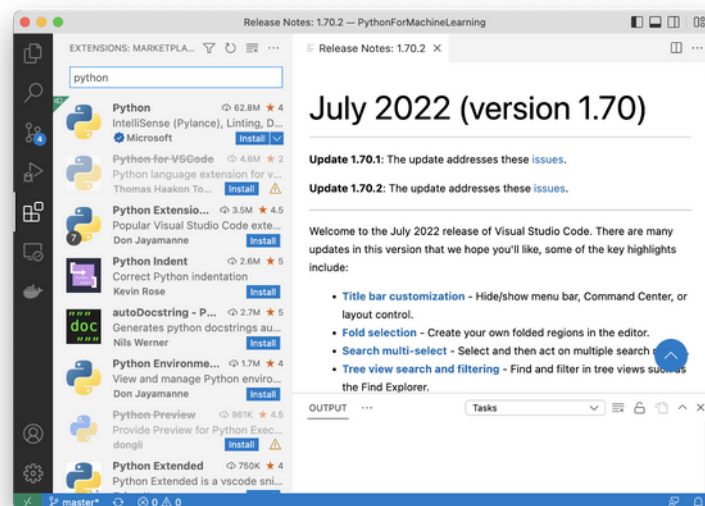 Release Notes: 1.70.2 — PythonForMachineLearning
EXTENSIONS: MARKETPLA...
Release Notes: 1.70.2
python
Python 62.8M 4
IntelliSense (Pylance), Linting, D...
Microsoft Install
Python for VSCode 4.6M 2
Python language extension for v...
Thomas Haakon To... Install
Python Extensio... 3.5M 4.5
Popular Visual Studio Code exte...
7
Don Jayamanne Install
Python Indent 2.6M 5
Correct Python indentation
Kevin Rose Install
autoDocstring - P... 2.7M 5
Generates python docstrings au...
""" doc """
Nils Werner Install
Python Environme... 1.7M 4
View and manage Python enviro...
Don Jayamanne Install
Python Preview 961K 4.5
Provide Preview for Python Exec...
dongli Install
Python Extended 750K 4
Python Extended is a vscode sni...
4
July 2022 (version 1.70)
Update 1.70.1: The update addresses these issues.
Update 1.70.2: The update addresses these issues.
Welcome to the July 2022 release of Visual Studio Code. There are many
updates in this version that we hope you'll like, some of the key highlights
include:
• Title bar customization - Hide/show menu bar, Command Center, or
layout control.
• Fold selection - Create your own folded regions in the editor.
• Search multi-select - Select and then act on multiple search
• Tree view search and filtering - Find and filter in tree views such as
the Find Explorer.
OUTPUT ... Tasks
master* 0 0